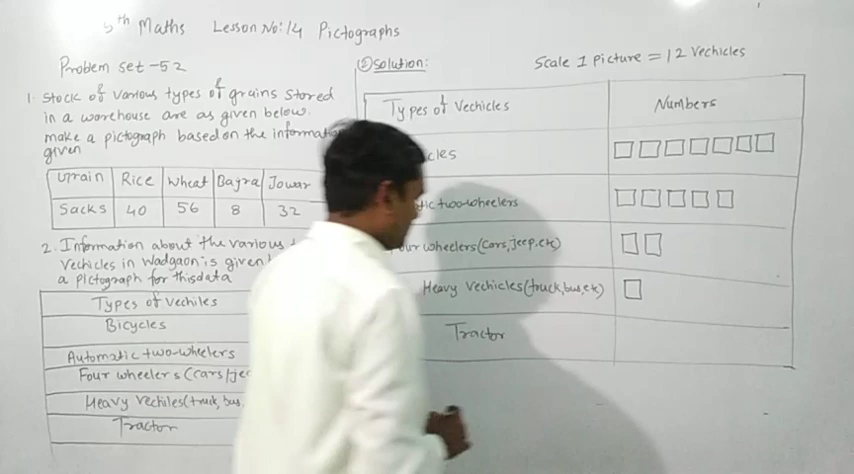 5th Maths Lesson No:14 Pictographs
Problem set -52
1. Stock of various types of grains stored
in a warehouse are as given below.
make a pictograph based on the information
given
Grain Rice Wheat Bajra Jowar
Sacks 40 56 8 32
2. Information about the various
vechicles in Wadgaon is given
a pictograph for this data
Types of Vechiles
Bicycles
Automatic two-wheelers
Four wheelers (cars/jee
Heavy vechiles (truck, bus.
Tractor
② Solution:
Scale 1 Picture = 12 Vechicles
Types of Vechicles Numbers
cles
tic two-wheelers
our wheelers (cars, jeep, etc)
Heavy vechicles (truck, bus, etc)
Tractor